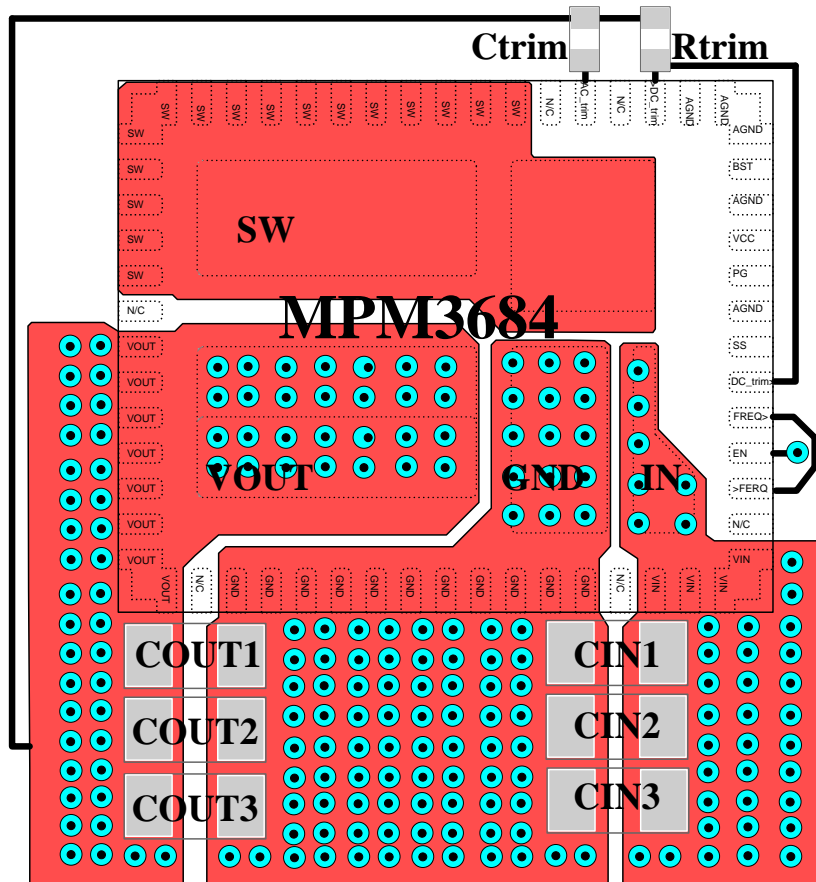 Ctrim Rtrim
SW SW SW SW SW SW SW SW SW SW SW N/C AC_trim N/C >DC_trim AGND AGND
SW AGND
SW BST
SW AGND
SW
SW VCC
SW PG
N/C AGND
MPM3684
VOUT SS
VOUT DC_trim>
VOUT FREQ>
VOUT EN
VOUT GND IN
VOUT >FERQ
VOUT N/C
VOUT VIN
VOUT N/C GND GND GND GND GND GND GND GND GND GND GND N/C VIN VIN VIN
COUT1 CIN1
COUT2 CIN2
COUT3 CIN3